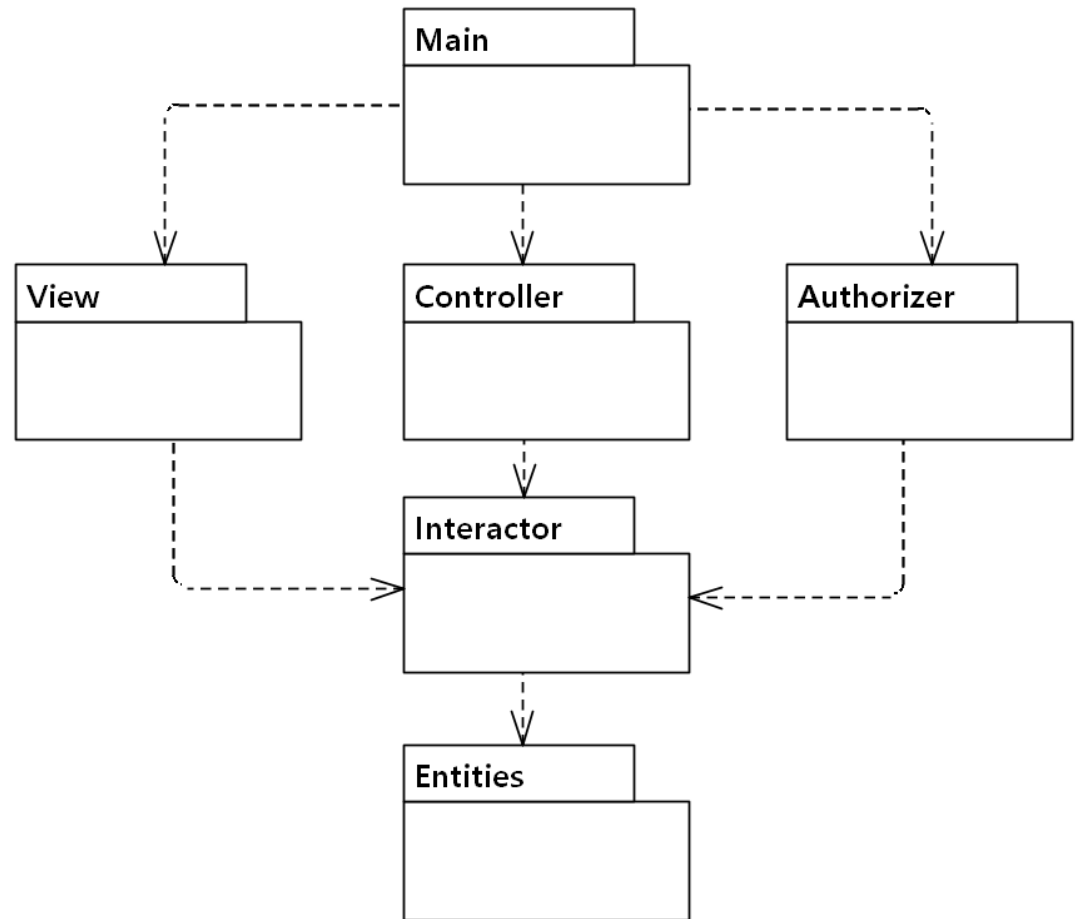 Main
View
Controller
Authorizer
Interactor
Entities